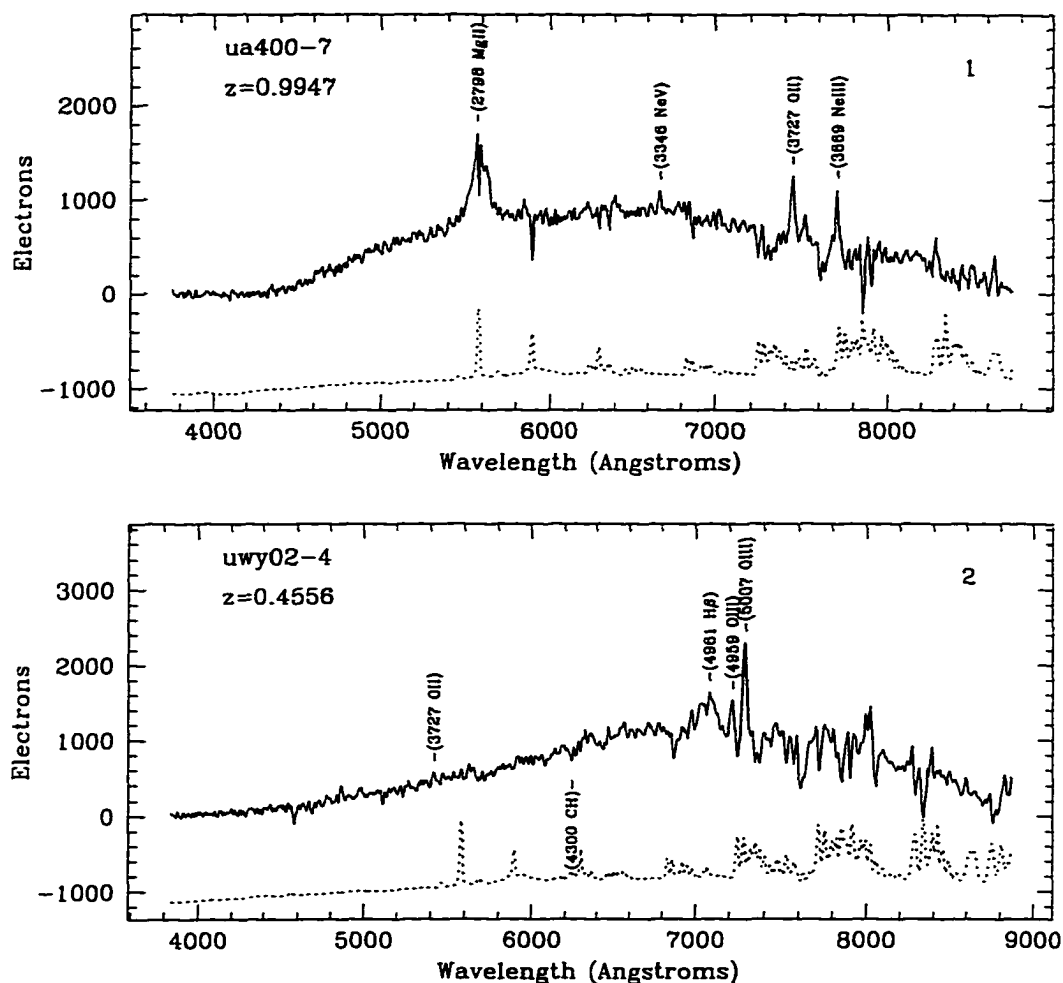 ua400-7
z=0.9947
1
(2798 MgII)
(3346 NeV)
(3727 OII)
(3869 NeIII)
2000
1000
0
-1000
Electrons
4000 5000 6000 7000 8000
Wavelength (Angstroms)
uwy02-4
z=0.4556
2
(3727 OII)
(4300 CH)
(4961 Hβ)
(4959 OIII)
(5007 OIII)
3000
2000
1000
0
-1000
Electrons
4000 5000 6000 7000 8000 9000
Wavelength (Angstroms)